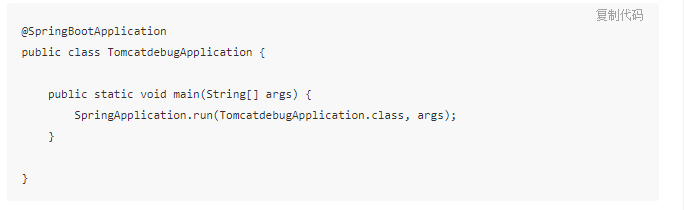 复制代码
@SpringBootApplication
public class TomcatdebugApplication {
    public static void main(String[] args) {
        SpringApplication.run(TomcatdebugApplication.class, args);
    }
}